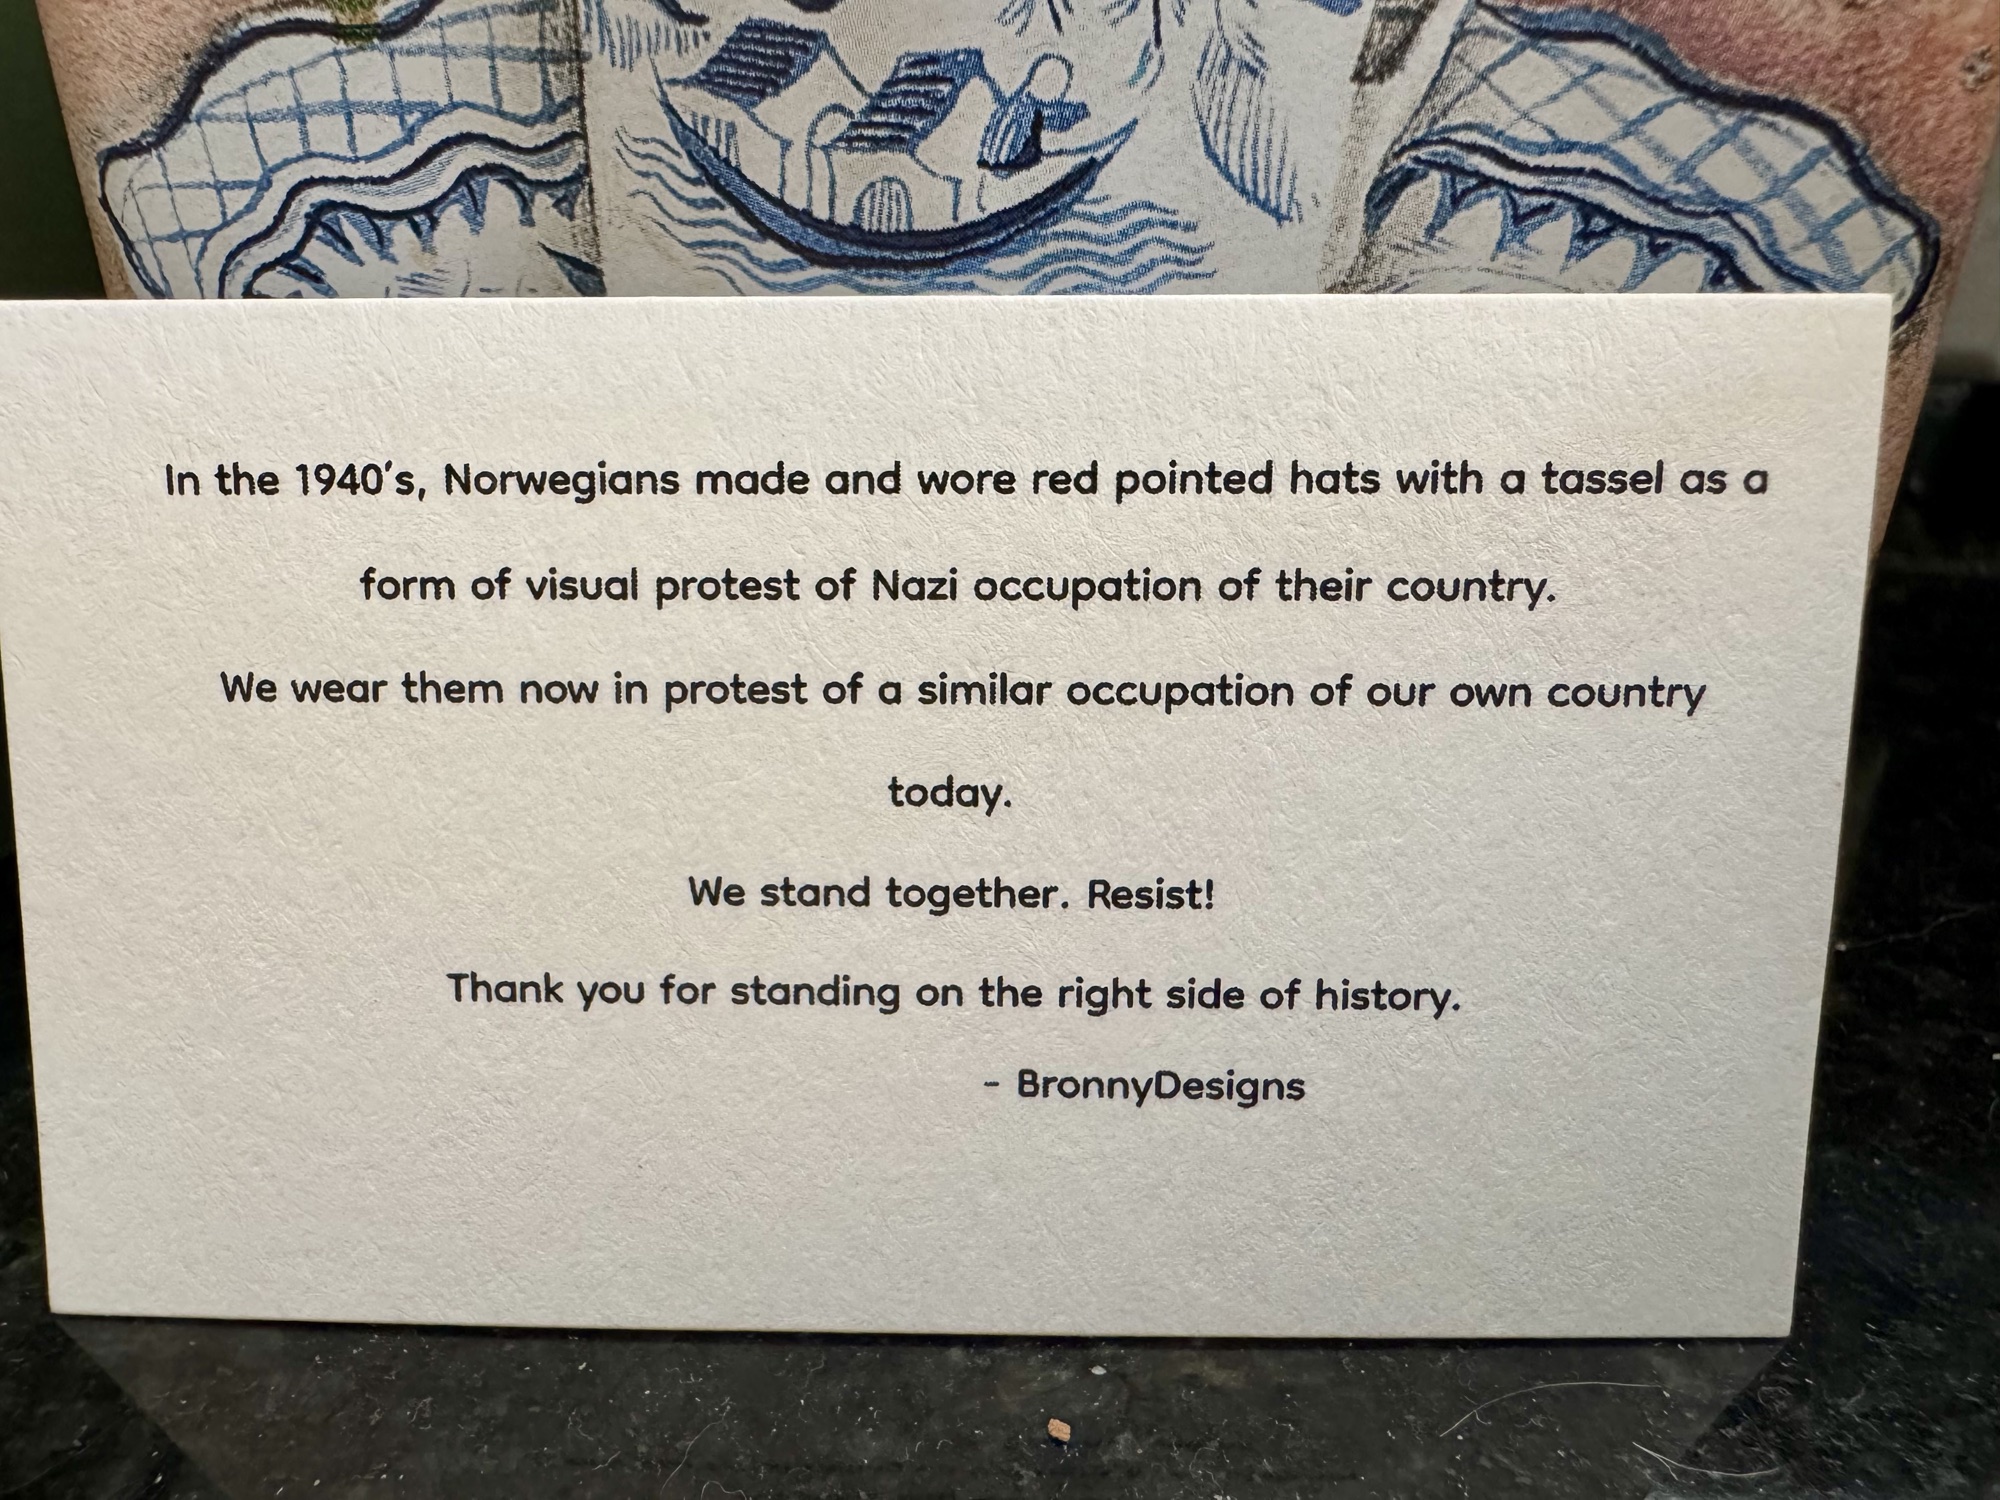 In the 1940's, Norwegians made and wore red pointed hats with a tassel as a
form of visual protest of Nazi occupation of their country.
We wear them now in protest of a similar occupation of our own country
today.
We stand together. Resist!
Thank you for standing on the right side of history.
- BronnyDesigns